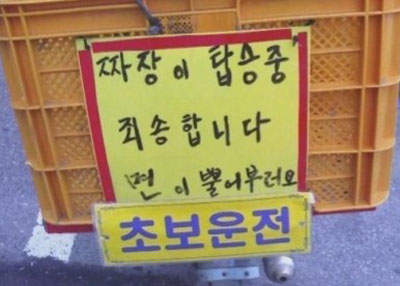 짜장이 탑승중
죄송합니다
면이 뿔어부러요
초보운전